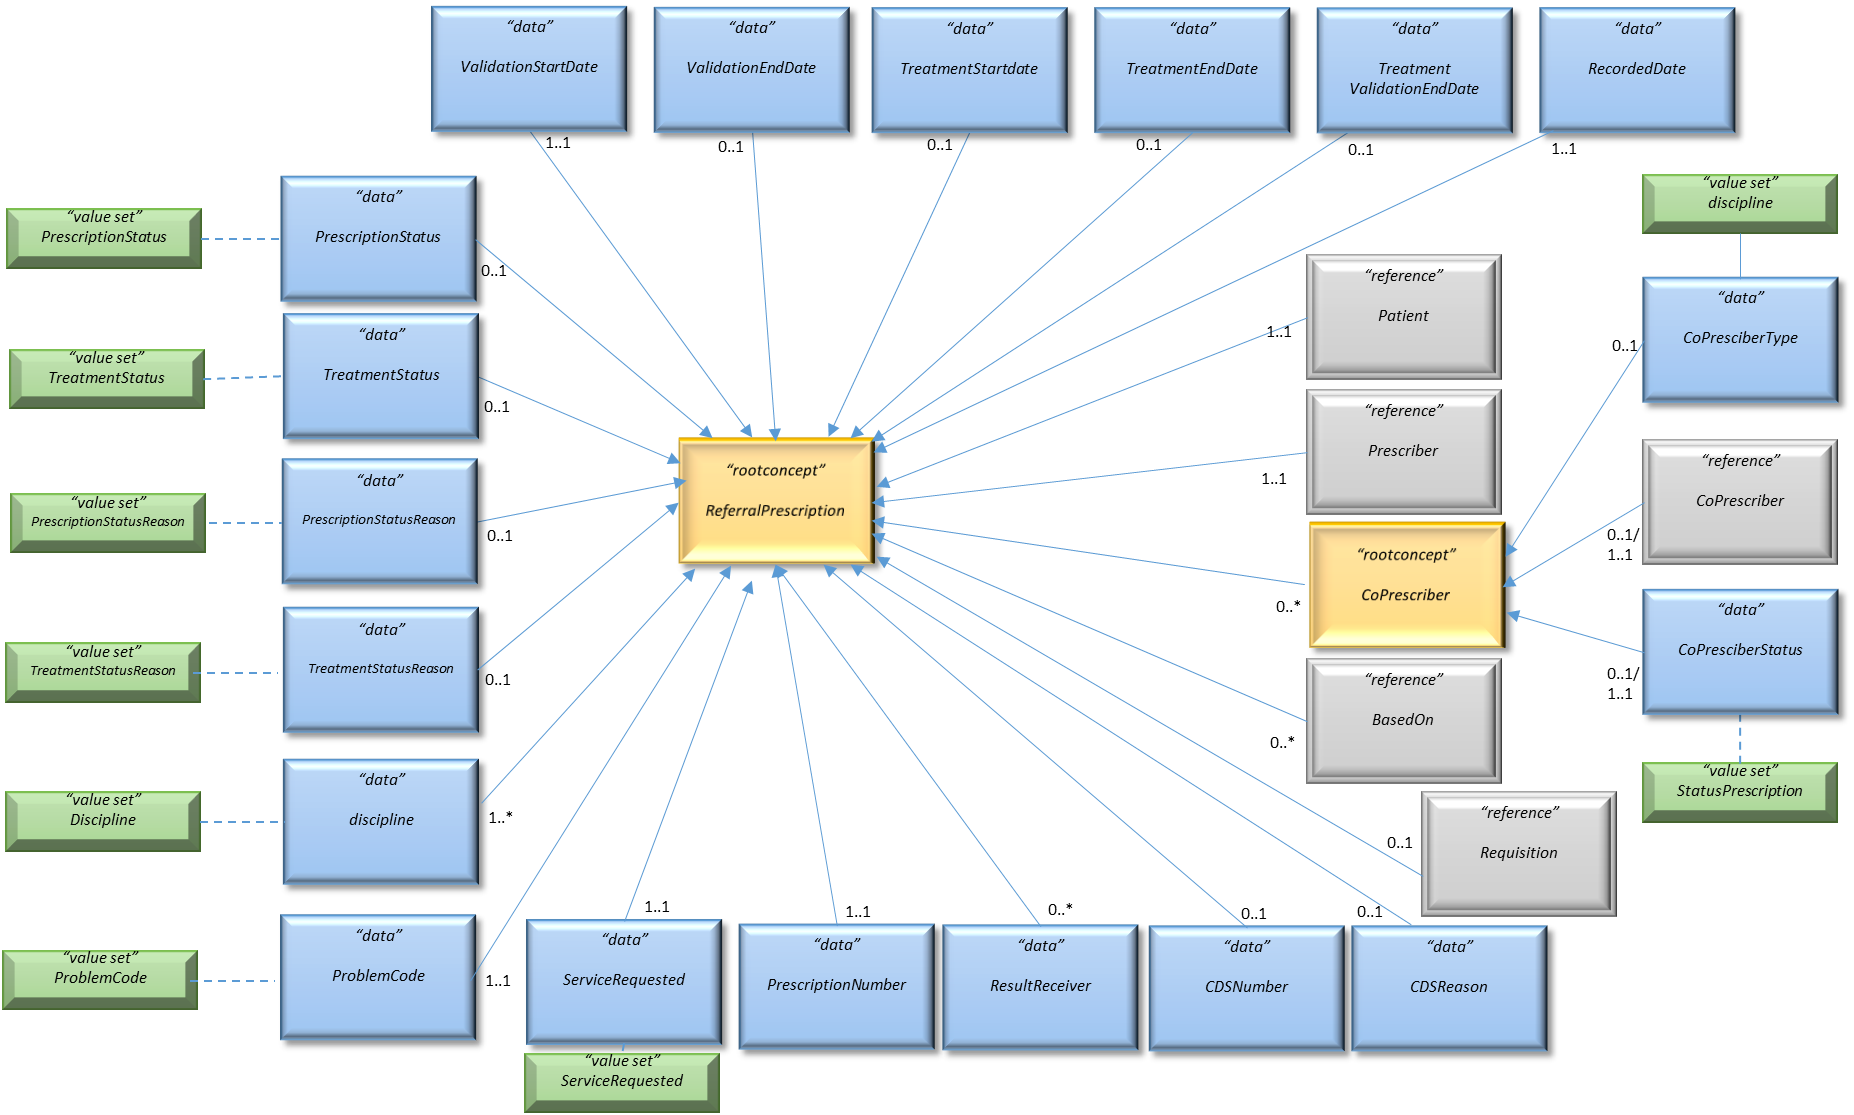 “data”
ValidationStartDate
1..1
“data”
ValidationEndDate
0..1
“data”
TreatmentStartdate
0..1
“data”
TreatmentEndDate
0..1
“data”
Treatment
ValidationEndDate
0..1
“data”
RecordedDate
1..1
“value set”
PrescriptionStatus
“data”
PrescriptionStatus
0..1
“value set”
TreatmentStatus
“data”
TreatmentStatus
0..1
“value set”
PrescriptionStatusReason
“data”
PrescriptionStatusReason
0..1
“value set”
TreatmentStatusReason
“data”
TreatmentStatusReason
0..1
“value set”
Discipline
“data”
discipline
1..*
“value set”
ProblemCode
“data”
ProblemCode
1..1
“rootconcept”
ReferralPrescription
“reference”
Patient
1..1
“reference”
Prescriber
1..1
“rootconcept”
CoPrescriber
0..*
“reference”
BasedOn
0..*
“reference”
Requisition
0..1
“value set”
discipline
“data”
CoPresciberType
0..1
“reference”
CoPrescriber
0..1/
1..1
“data”
CoPresciberStatus
0..1/
1..1
“value set”
StatusPrescription
1..1
“data”
ServiceRequested
“value set”
ServiceRequested
1..1
“data”
PrescriptionNumber
0..*
“data”
ResultReceiver
0..1
“data”
CDSNumber
0..1
“data”
CDSReason